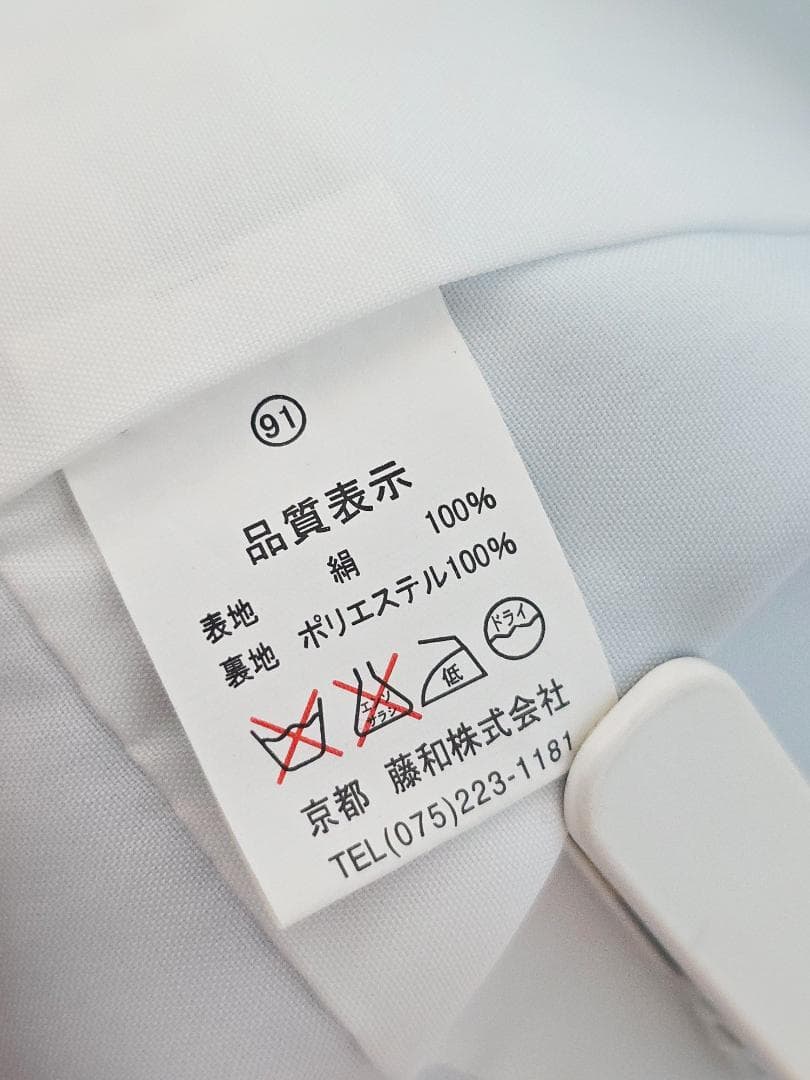 91
品質表示
表地 絹 100%
裏地 ポリエステル100%
エンソ サラシ 低 ドライ
京都 藤和株式会社
TEL(075)223-1181